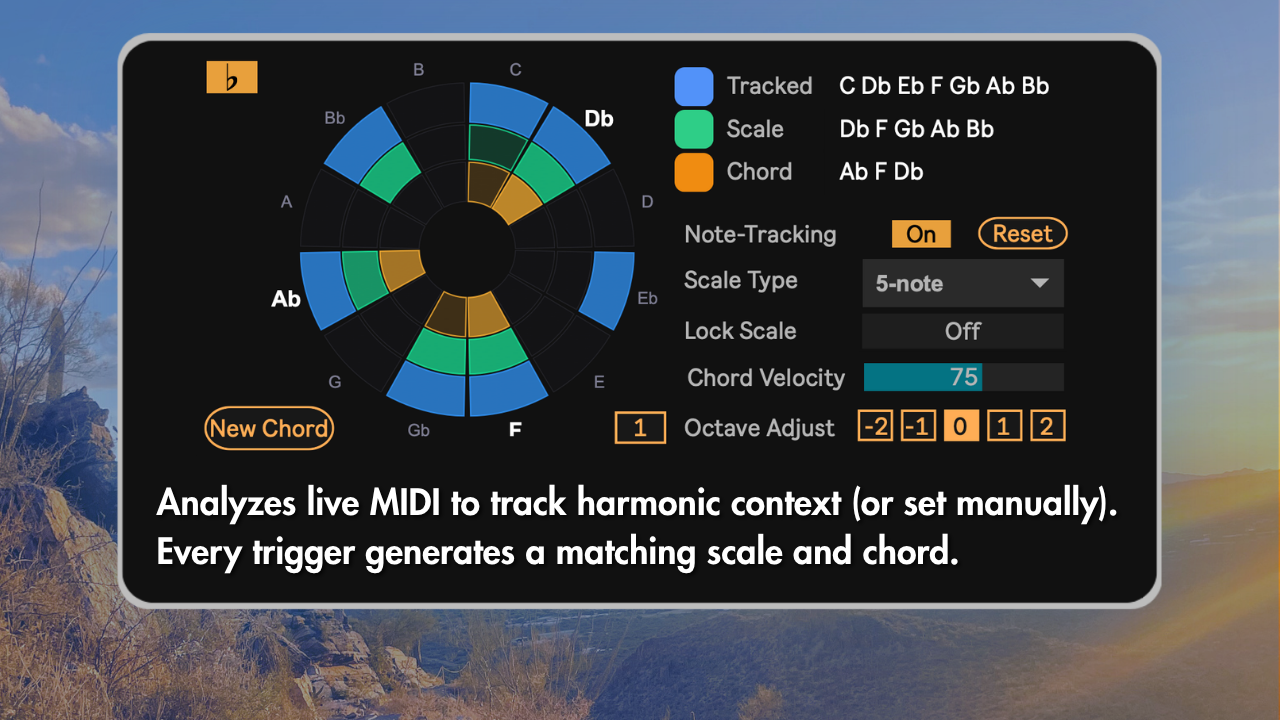 ♭
B
C
Bb
Db
A
D
Ab
Eb
G
E
Gb
F
New Chord
1
Tracked C Db Eb F Gb Ab Bb
Scale Db F Gb Ab Bb
Chord Ab F Db
Note-Tracking On Reset
Scale Type 5-note
Lock Scale Off
Chord Velocity 75
Octave Adjust -2 -1 0 1 2
Analyzes live MIDI to track harmonic context (or set manually).
Every trigger generates a matching scale and chord.